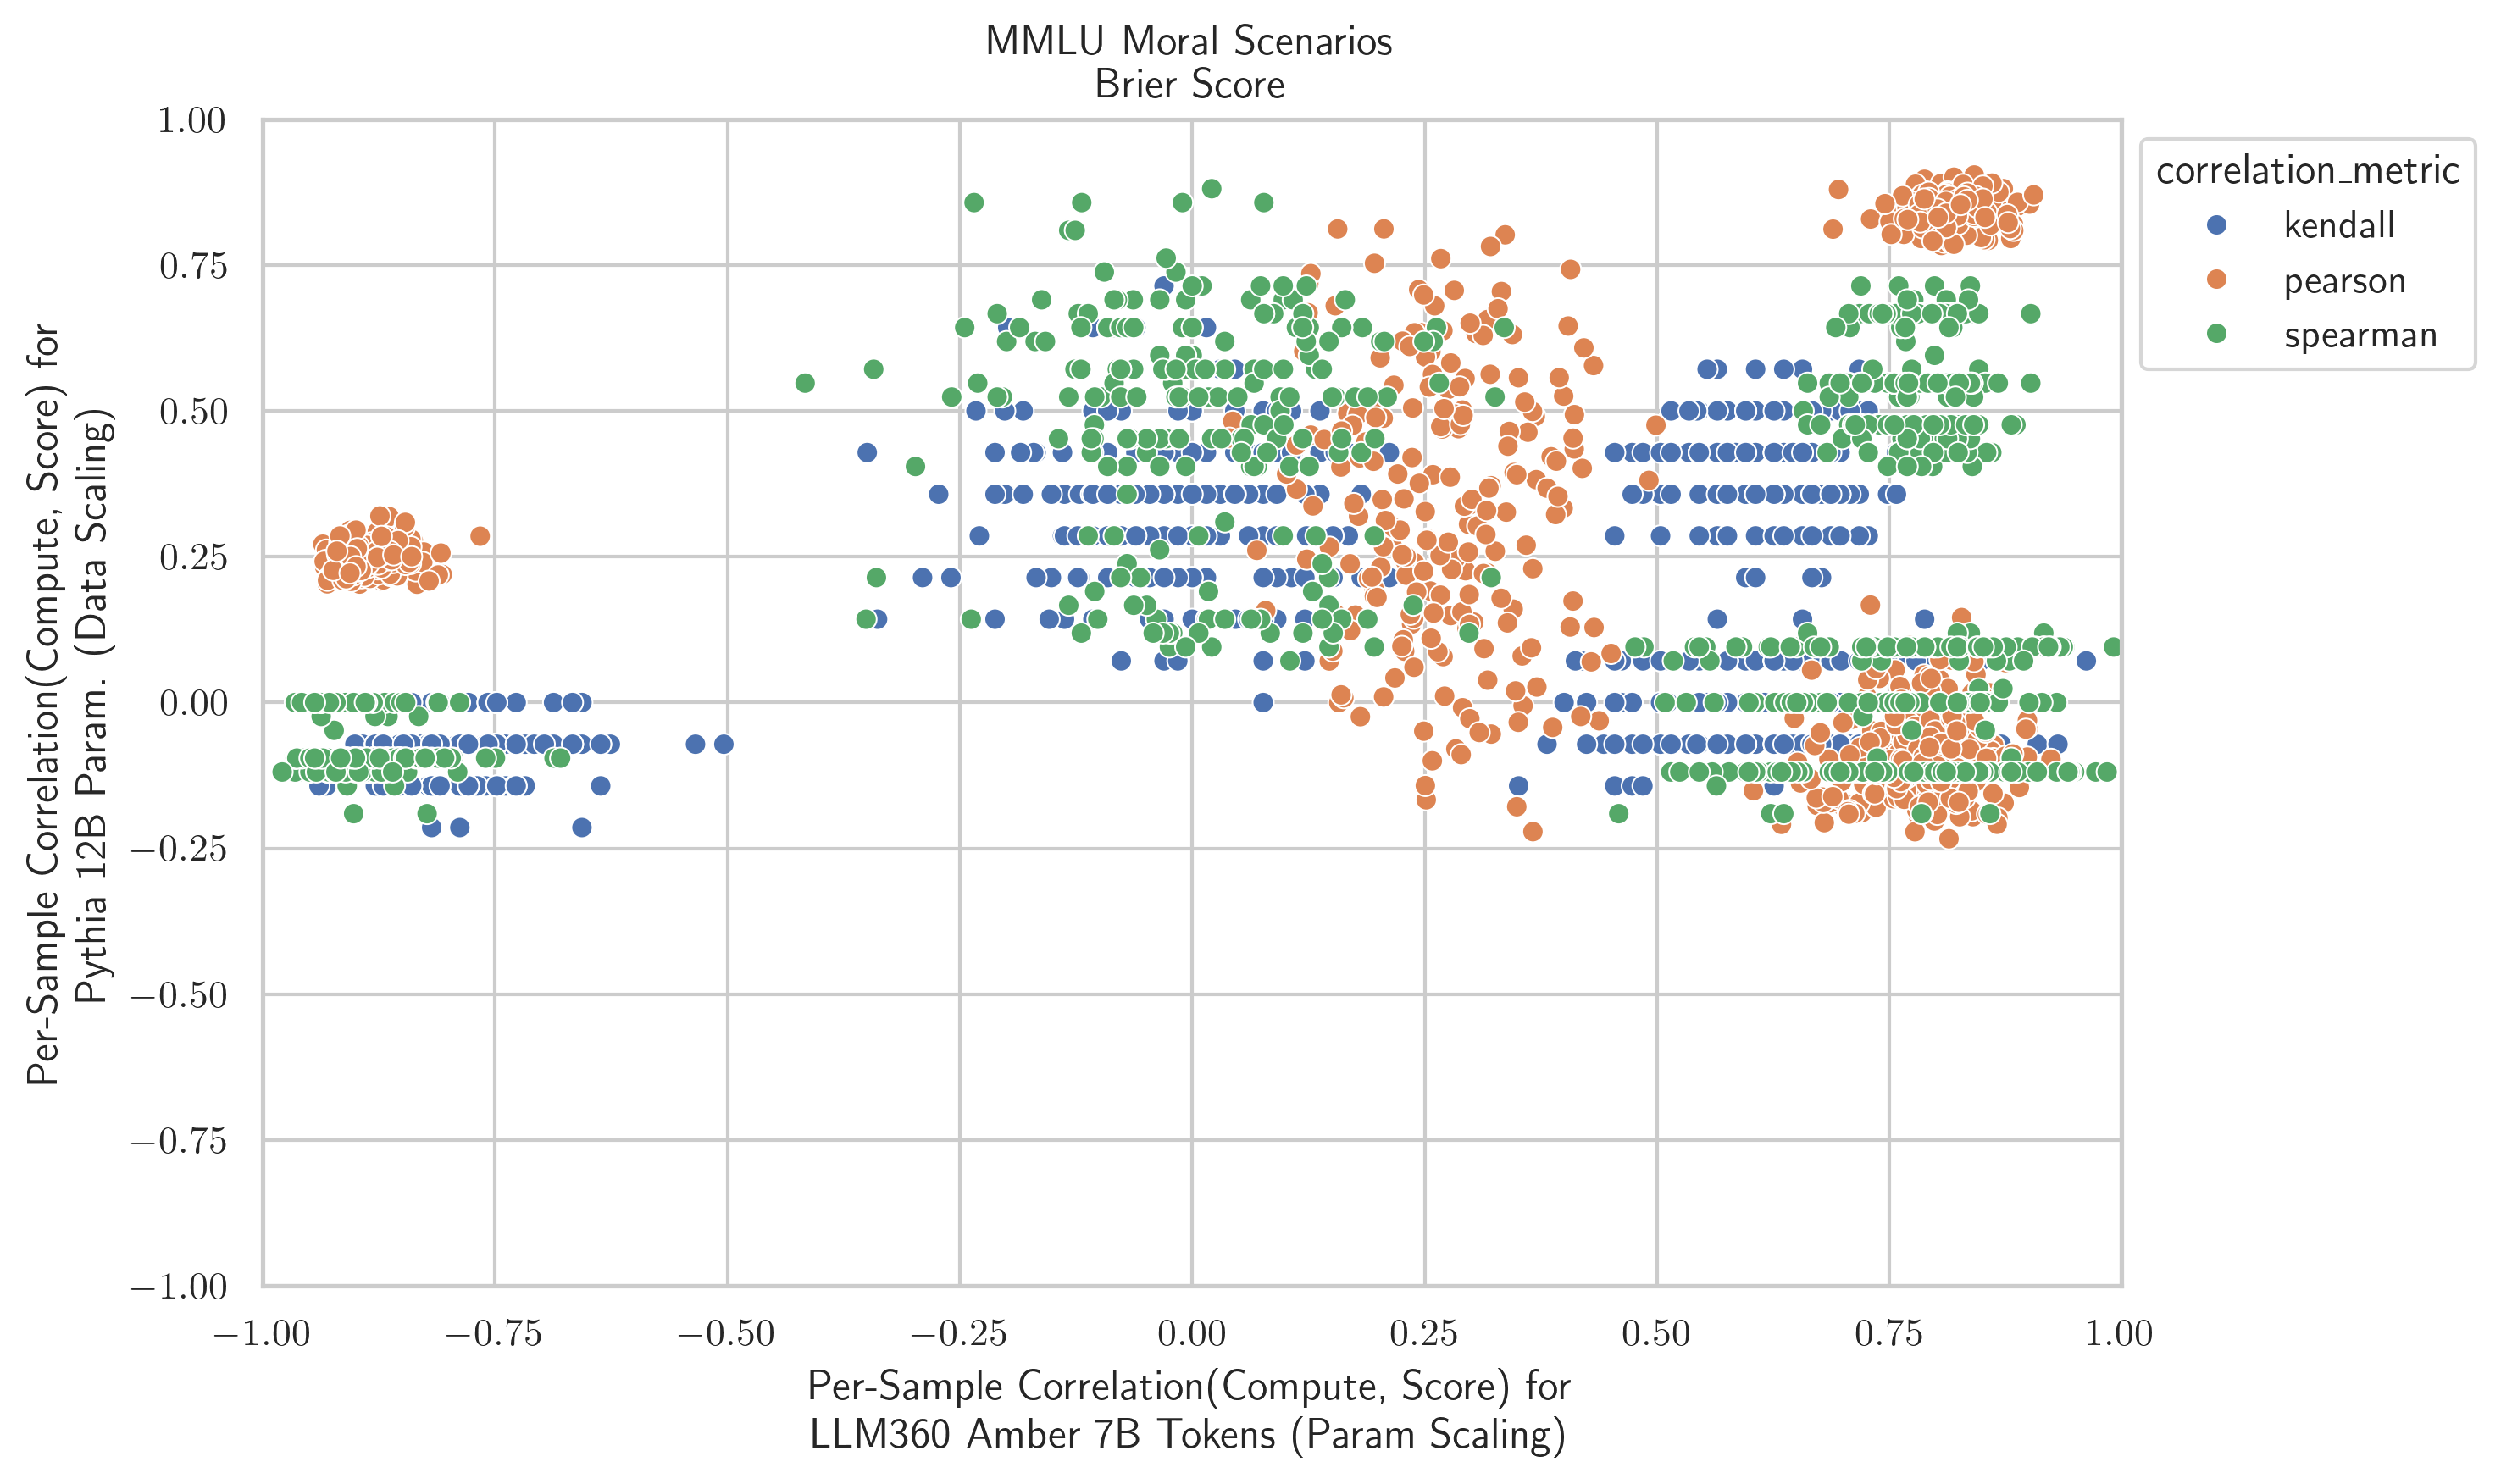 MMLU Moral Scenarios
Brier Score
Per-Sample Correlation(Compute, Score) for
Pythia 12B Param. (Data Scaling)
1.00
0.75
0.50
0.25
0.00
−0.25
−0.50
−0.75
−1.00
−1.00
−0.75
−0.50
−0.25
0.00
0.25
0.50
0.75
1.00
Per-Sample Correlation(Compute, Score) for
LLM360 Amber 7B Tokens (Param Scaling)
correlation_metric
kendall
pearson
spearman